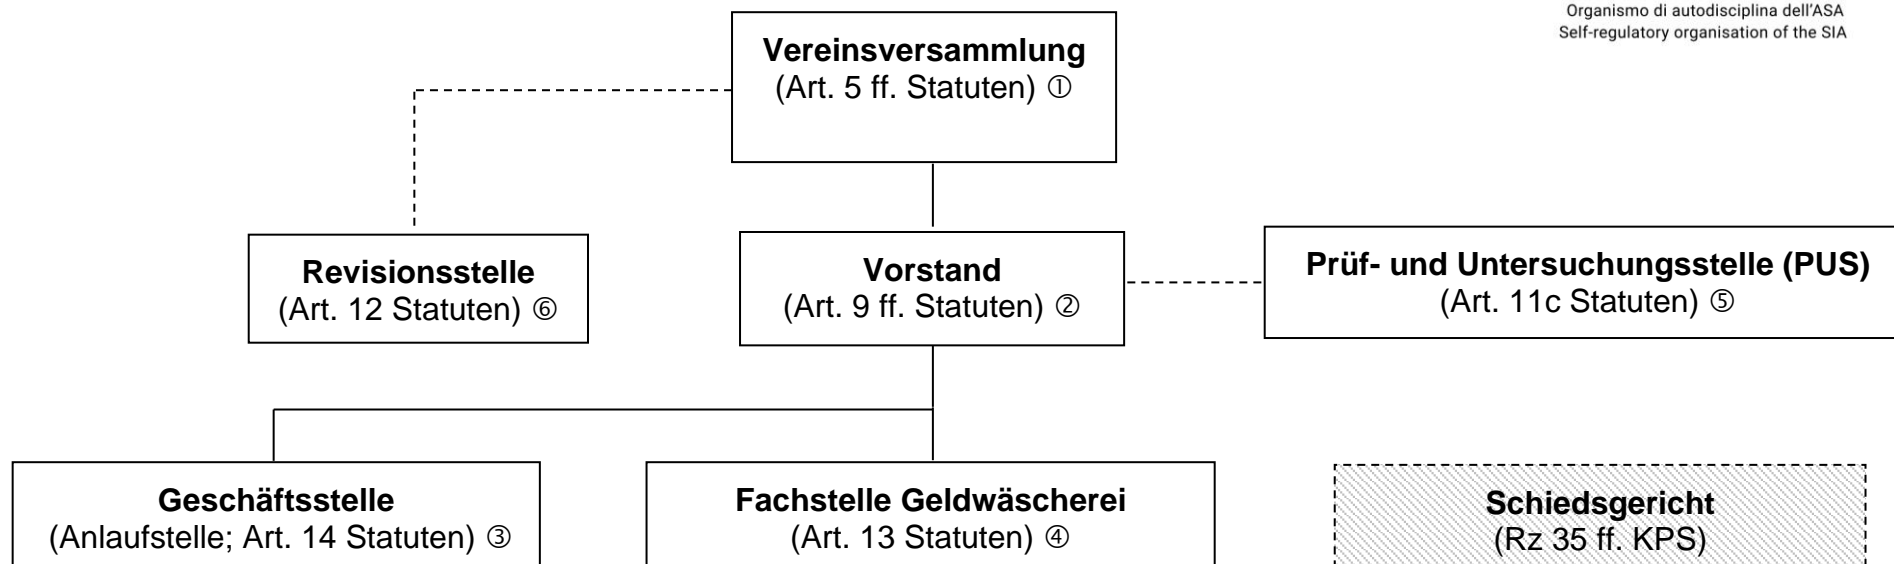 Organismo di autodisciplina dell'ASA
Self-regulatory organisation of the SIA
Vereinsversammlung
(Art. 5 ff. Statuten) ①
Revisionsstelle
(Art. 12 Statuten) ⑥
Vorstand
(Art. 9 ff. Statuten) ②
Prüf- und Untersuchungsstelle (PUS)
(Art. 11c Statuten) ⑤
Geschäftsstelle
(Anlaufstelle; Art. 14 Statuten) ③
Fachstelle Geldwäscherei
(Art. 13 Statuten) ④
Schiedsgericht
(Rz 35 ff. KPS)